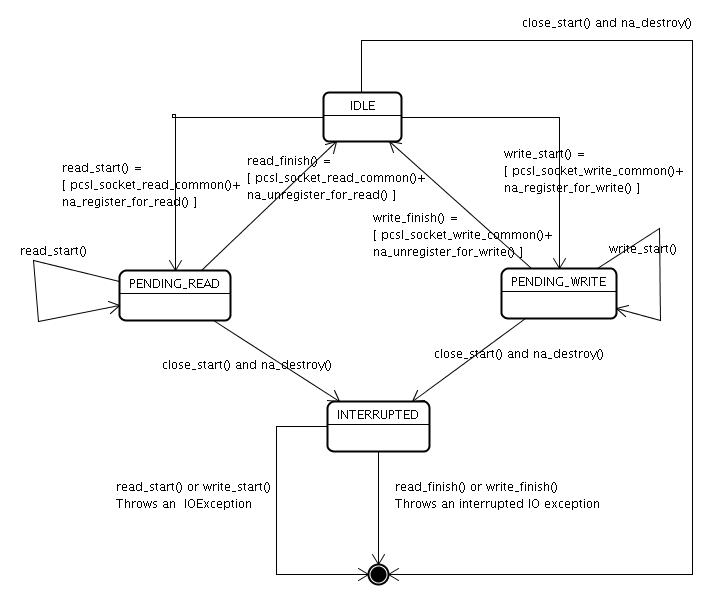 close_start() and na_destroy()
IDLE
read_start() =
[ pcsl_socket_read_common()+
na_register_for_read() ]
read_finish() =
[ pcsl_socket_read_common()+
na_unregister_for_read() ]
write_start() =
[ pcsl_socket_write_common()+
na_register_for_write() ]
write_finish() =
[ pcsl_socket_write_common()+
na_unregister_for_write() ]
read_start()
write_start()
PENDING_READ
PENDING_WRITE
close_start() and na_destroy()
close_start() and na_destroy()
INTERRUPTED
read_start() or write_start()
Throws an IOException
read_finish() or write_finish()
Throws an interrupted IO exception